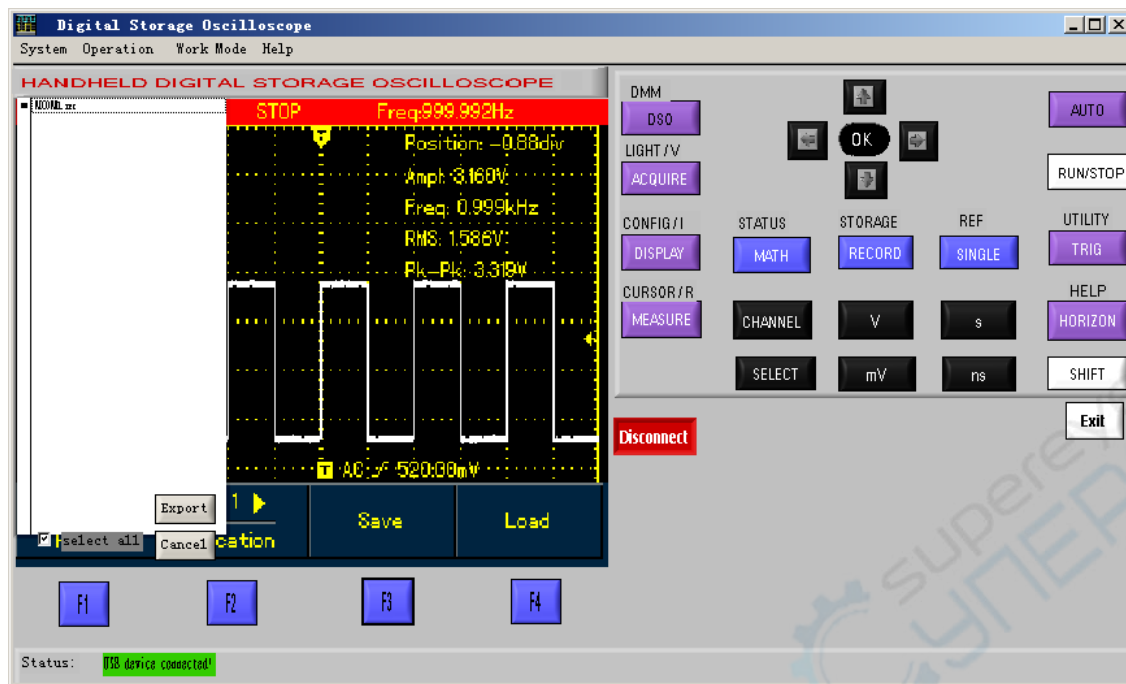 Digital Storage Oscilloscope
System Operation Work Mode Help
HANDHELD DIGITAL STORAGE OSCILLOSCOPE
STOP Freq:999.992Hz
Position: -0.88div
Ampl: 3.160V
Freq: 0.999kHz
RMS: 1.586V
Pk-Pk: 3.319V
T AC 520.00mV
Export
1
Save
Load
select all
Cancel
cation
F1
F2
F3
F4
DMM
DSO
LIGHT / V
ACQUIRE
CONFIG / I
DISPLAY
CURSOR / R
MEASURE
OK
STATUS
MATH
STORAGE
RECORD
REF
SINGLE
CHANNEL
V
s
SELECT
mV
ns
AUTO
RUN/STOP
UTILITY
TRIG
HELP
HORIZON
SHIFT
Exit
Disconnect
Status: USB device connected!